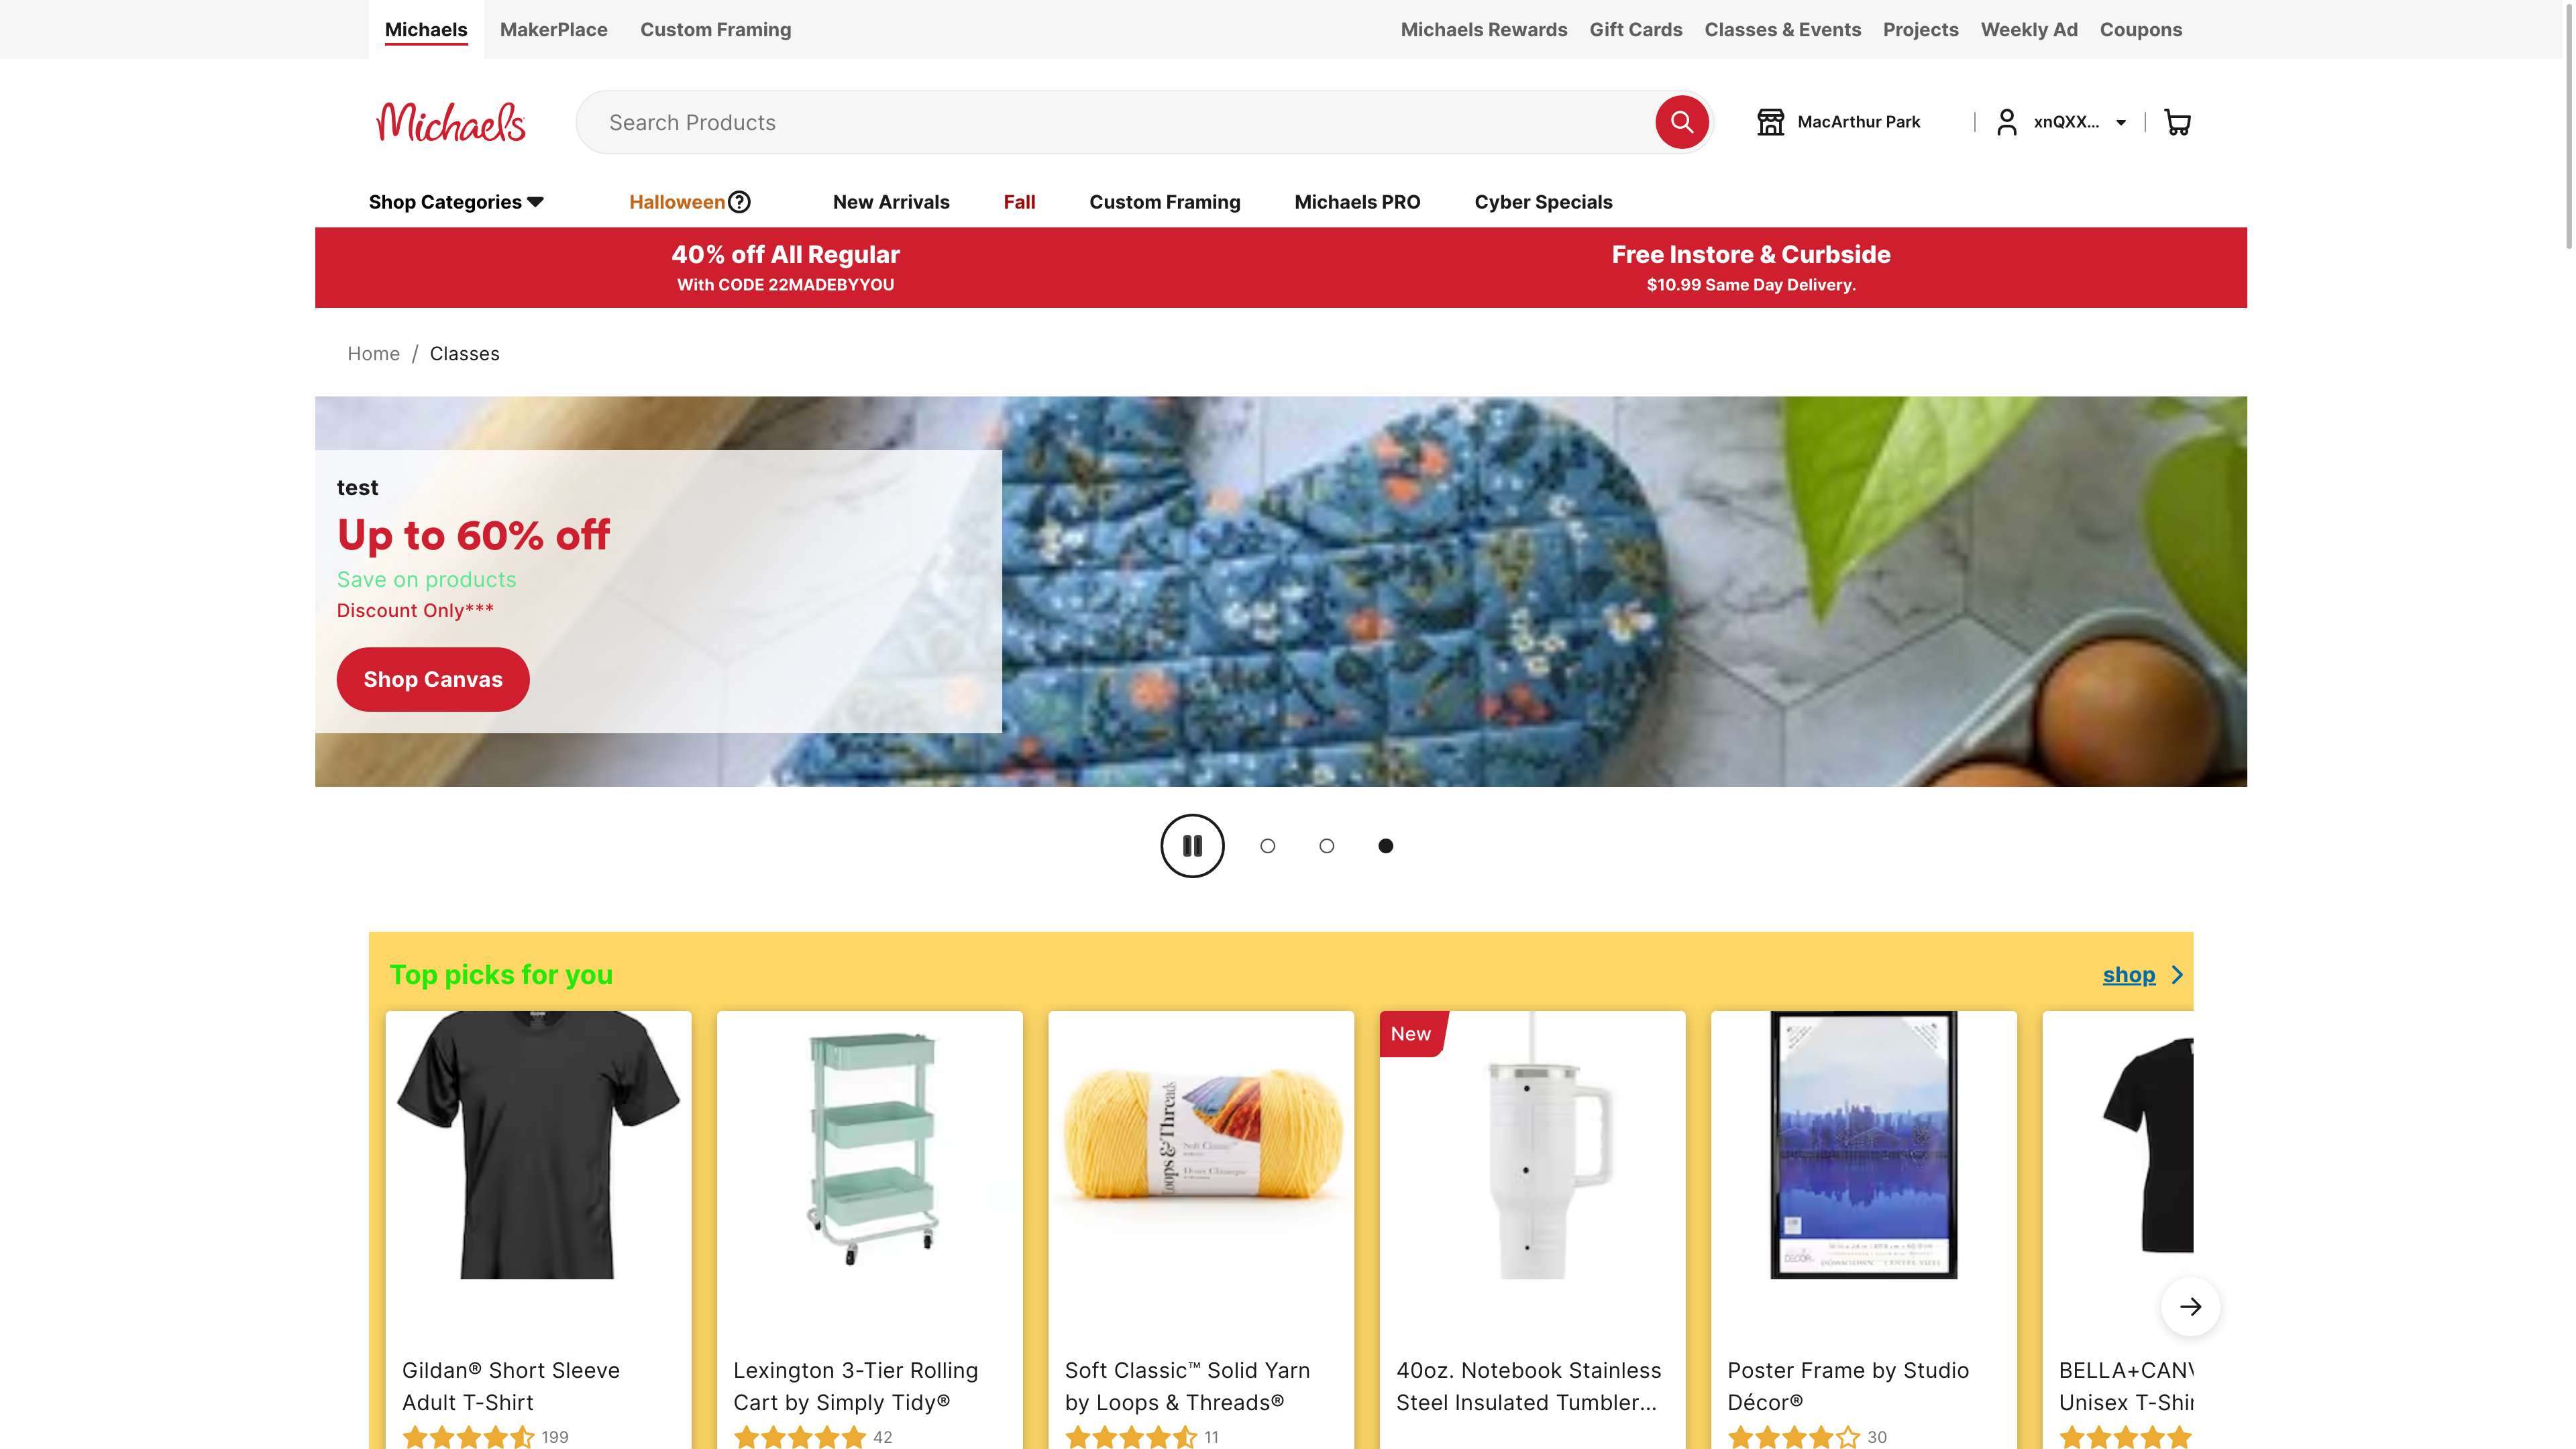 Michaels MakerPlace Custom Framing Michaels Rewards Gift Cards Classes & Events Projects Weekly Ad Coupons
Michaels Search Products MacArthur Park xnQXX...
Shop Categories Halloween New Arrivals Fall Custom Framing Michaels PRO Cyber Specials
40% off All Regular
With CODE 22MADEBYYOU
Free Instore & Curbside
$10.99 Same Day Delivery.
Home / Classes
test
Up to 60% off
Save on products
Discount Only***
Shop Canvas
Top picks for you
shop
Loops & Threads
New
Gildan® Short Sleeve
Adult T-Shirt
199
Lexington 3-Tier Rolling
Cart by Simply Tidy®
42
Soft Classic™ Solid Yarn
by Loops & Threads®
11
40oz. Notebook Stainless
Steel Insulated Tumbler...
Poster Frame by Studio
Décor®
30
BELLA+CANV
Unisex T-Shir